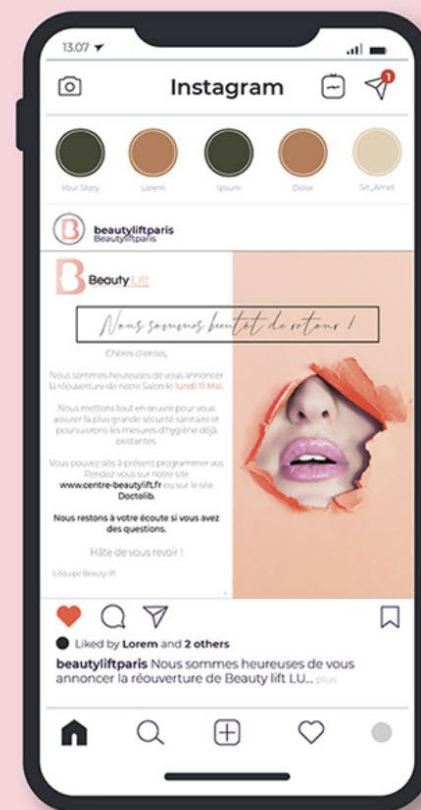 13.07
Instagram
1
Your Story
Lorem
Ipsum
Dolor
Sit_Amet
beautyliftparis
Beautyliftparis
Beauty Lift
Nous sommes bientôt de retour !
Chères clientes,
Nous sommes heureuses de vous annoncer
la réouverture de notre Salon le lundi 11 Mai.
Nous mettons tout en œuvre pour vous
assurer la plus grande sécurité sanitaire et
poursuivrons les mesures d'hygiène déjà
existantes.
Vous pouvez dès à présent programmer vos
Rendez vous sur notre site
www.centre-beautylift.fr ou sur le site
Doctolib.
Nous restons à votre écoute si vous avez
des questions.
Hâte de vous revoir !
L'équipe Beauty lift
Liked by Lorem and 2 others
beautyliftparis Nous sommes heureuses de vous
annoncer la réouverture de Beauty lift LU... plus